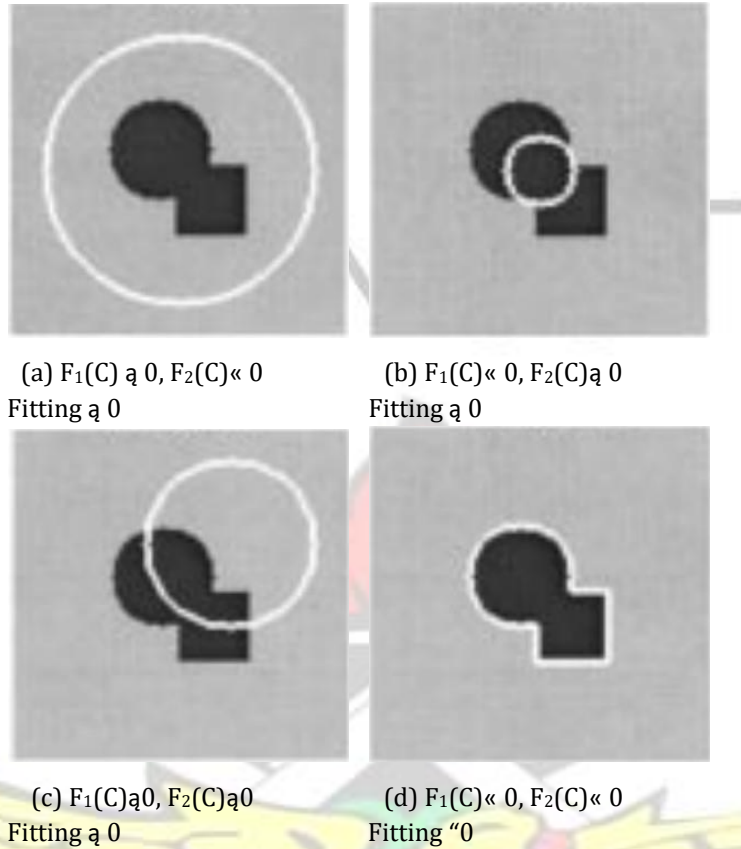 (a) F₁(C) ą 0, F₂(C)« 0
Fitting ą 0
(b) F₁(C)« 0, F₂(C)ą 0
Fitting ą 0
(c) F₁(C)ą0, F₂(C)ą0
Fitting ą 0
(d) F₁(C)« 0, F₂(C)« 0
Fitting “0